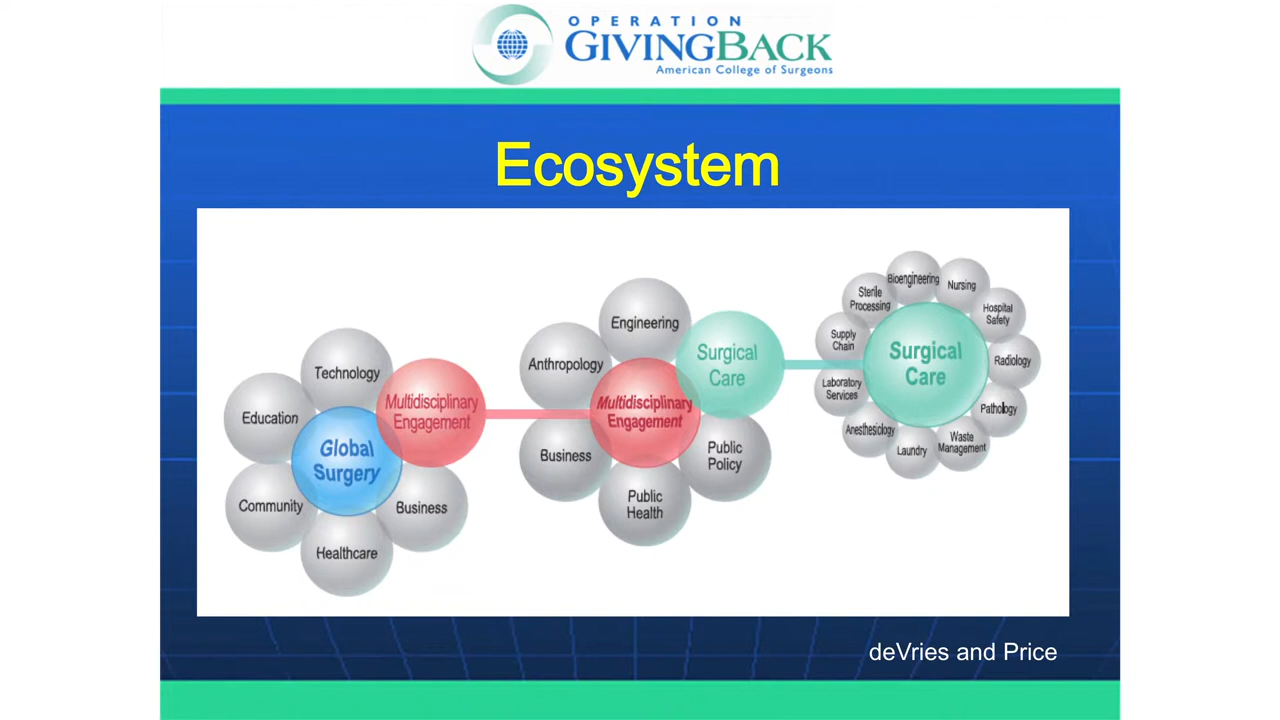 OPERATION
GIVINGBACK
American College of Surgeons
Ecosystem
Technology
Education
Multidisciplinary
Engagement
Global
Surgery
Community
Business
Healthcare
Engineering
Anthropology
Surgical
Care
Multidisciplinary
Engagement
Business
Public
Policy
Public
Health
Bioengineering
Nursing
Sterile
Processing
Hospital
Safety
Supply
Chain
Surgical
Care
Radiology
Laboratory
Services
Pathology
Anesthesiology
Waste
Management
Laundry
deVries and Price